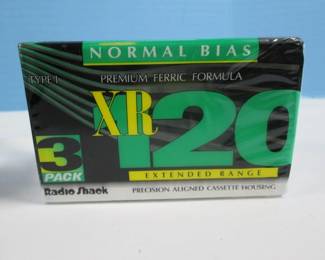 NORMAL BIAS
TYPE I
PREMIUM FERRIC FORMULA
XR 120
3
PACK
EXTENDED RANGE
Radio Shack
PRECISION ALIGNED CASSETTE HOUSING